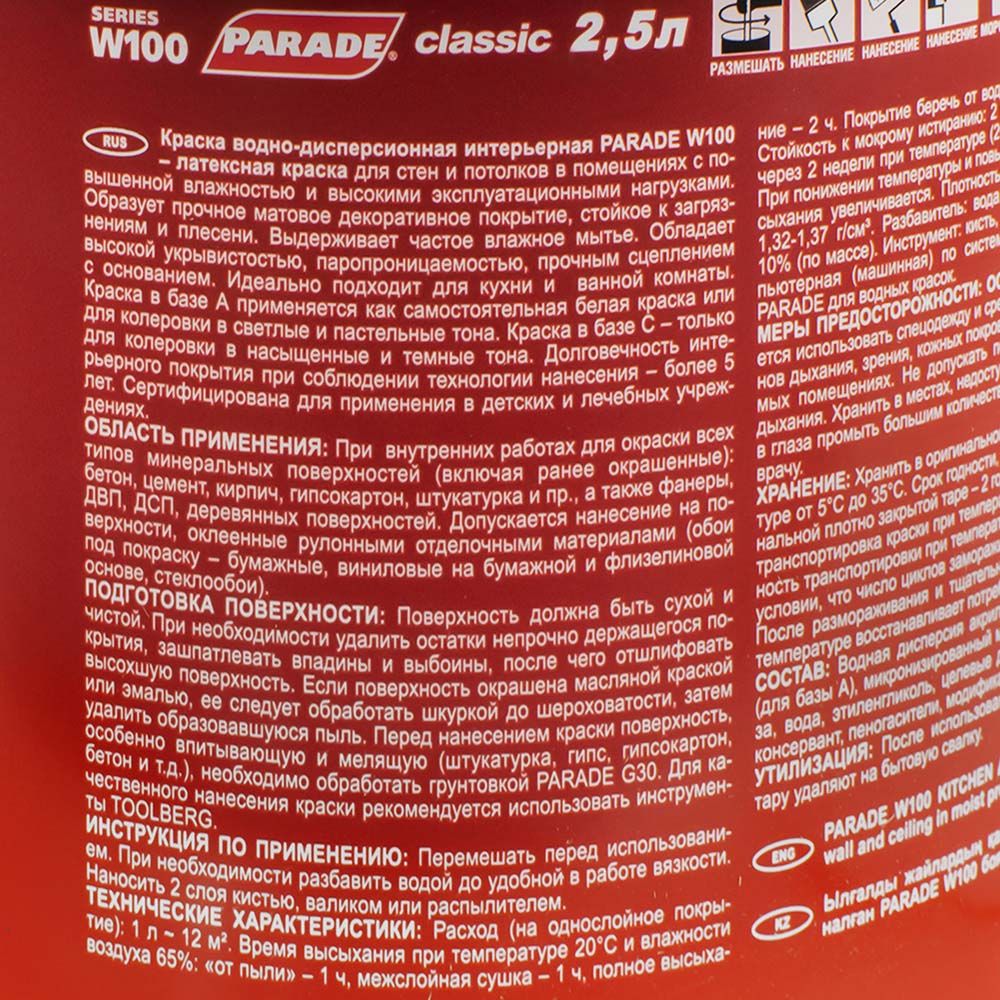 SERIES
W100 PARADE® classic 2,5л
РАЗМЕШАТЬ НАНЕСЕНИЕ НАНЕСЕНИЕ НАНЕСЕНИЕ
RUS Краска водно-дисперсионная интерьерная PARADE W100
– латексная краска для стен и потолков в помещениях с по-
вышенной влажностью и высокими эксплуатационными нагрузками.
Образует прочное матовое декоративное покрытие, стойкое к загряз-
нениям и плесени. Выдерживает частое влажное мытье. Обладает
высокой укрывистостью, паропроницаемостью, прочным сцеплением
с основанием. Идеально подходит для кухни и ванной комнаты.
Краска в базе А применяется как самостоятельная белая краска или
для колеровки в светлые и пастельные тона. Краска в базе С – только
для колеровки в насыщенные и темные тона. Долговечность инте-
рьерного покрытия при соблюдении технологии нанесения – более 5
лет. Сертифицирована для применения в детских и лечебных учреж-
дениях.
ОБЛАСТЬ ПРИМЕНЕНИЯ: При внутренних работах для окраски всех
типов минеральных поверхностей (включая ранее окрашенные):
бетон, цемент, кирпич, гипсокартон, штукатурка и пр., а также фанеры,
ДВП, ДСП, деревянных поверхностей. Допускается нанесение на по-
верхности, оклеенные рулонными отделочными материалами (обои
под покраску – бумажные, виниловые на бумажной и флизелиновой
основе, стеклообои).
ПОДГОТОВКА ПОВЕРХНОСТИ: Поверхность должна быть сухой и
чистой. При необходимости удалить остатки непрочно держащегося по-
крытия, зашпатлевать впадины и выбоины, после чего отшлифовать
высохшую поверхность. Если поверхность окрашена масляной краской
или эмалью, ее следует обработать шкуркой до шероховатости, затем
удалить образовавшуюся пыль. Перед нанесением краски поверхность,
особенно впитывающую и мелящую (штукатурка, гипс, гипсокартон,
бетон и т.д.), необходимо обработать грунтовкой PARADE G30. Для ка-
чественного нанесения краски рекомендуется использовать инструмен-
ты TOOLBERG.
ИНСТРУКЦИЯ ПО ПРИМЕНЕНИЮ: Перемешать перед использовани-
ем. При необходимости разбавить водой до удобной в работе вязкости.
Наносить 2 слоя кистью, валиком или распылителем.
ТЕХНИЧЕСКИЕ ХАРАКТЕРИСТИКИ: Расход (на однослойное покры-
тие): 1 л ~ 12 м². Время высыхания при температуре 20°С и влажности
воздуха 65%: «от пыли» – 1 ч, межслойная сушка – 1 ч, полное высыха-
ние – 2 ч. Покрытие беречь от
Стойкость к мокрому истиранию: 2
через 2 недели при температуре
При понижении температуры и
сыхания увеличивается. Плотность
1,32-1,37 г/см³. Разбавитель: вода
10% (по массе). Инструмент: кисть,
пьютерная (машинная) по
PARADE для водных красок.
МЕРЫ ПРЕДОСТОРОЖНОСТИ:
ется использовать спецодежду и
нов дыхания, зрения, кожных
мых помещениях. Не допускать
дыхания. Хранить в местах,
в глаза промыть большим
врачу.
ХРАНЕНИЕ: Хранить в
туре от 5°С до 35°С. Срок годности
нальной плотно закрытой таре – 2
транспортировка краски при
ность транспортировки при
условии, что число циклов
После размораживания и
температуре восстанавливает
СОСТАВ: Водная дисперсия
(для базы А), микронизированный
за, вода, этиленгликоль, целевые
консервант, пеногасители,
УТИЛИЗАЦИЯ: После
тару удаляют на бытовую свалку.
ENG PARADE W100 KITCHEN
wall and ceiling in moist
KZ Ылғалды жайлардың
налған PARADE W100